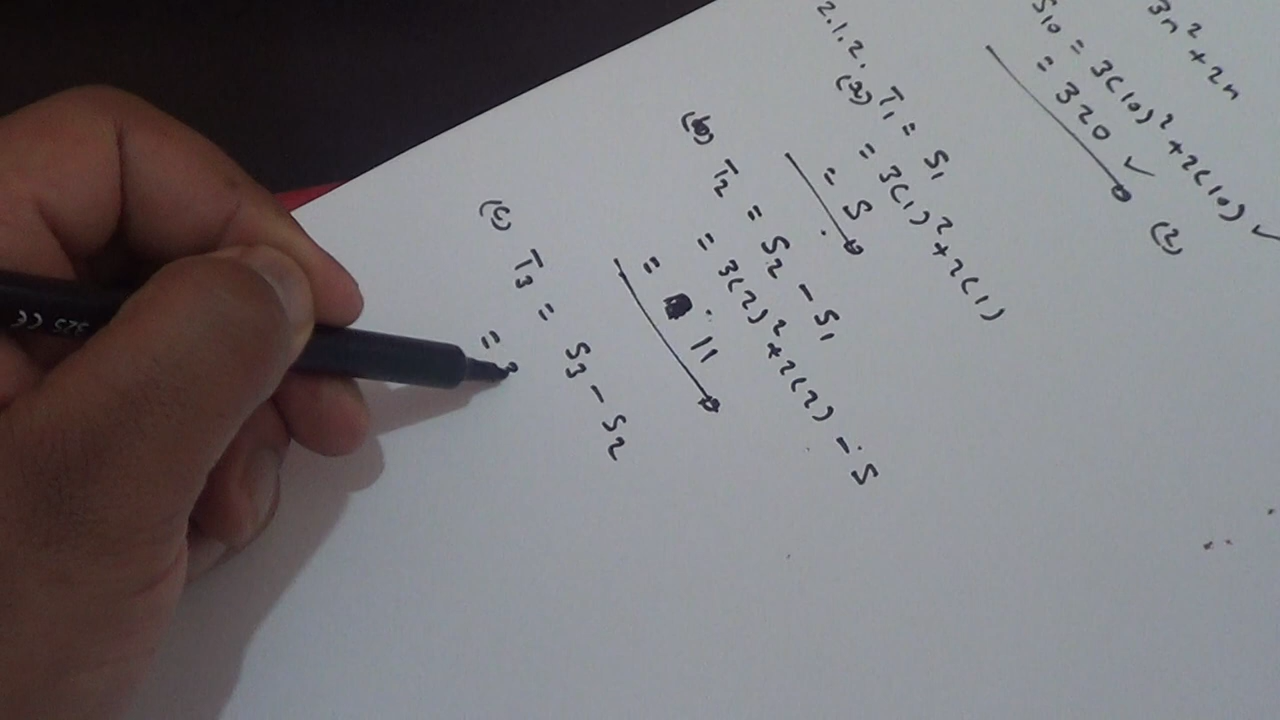 3n² + 2n
S₁₀ = 3(10)² + 2(10) ✓
= 320 ✓
(2)
2.1.2. (a) T₁ = S₁
= 3(1)² + 2(1)
= 5
(b) T₂ = S₂ - S₁
= 3(2)² + 2(2) - 5
= 11
(c) T₃ = S₃ - S₂
= 3